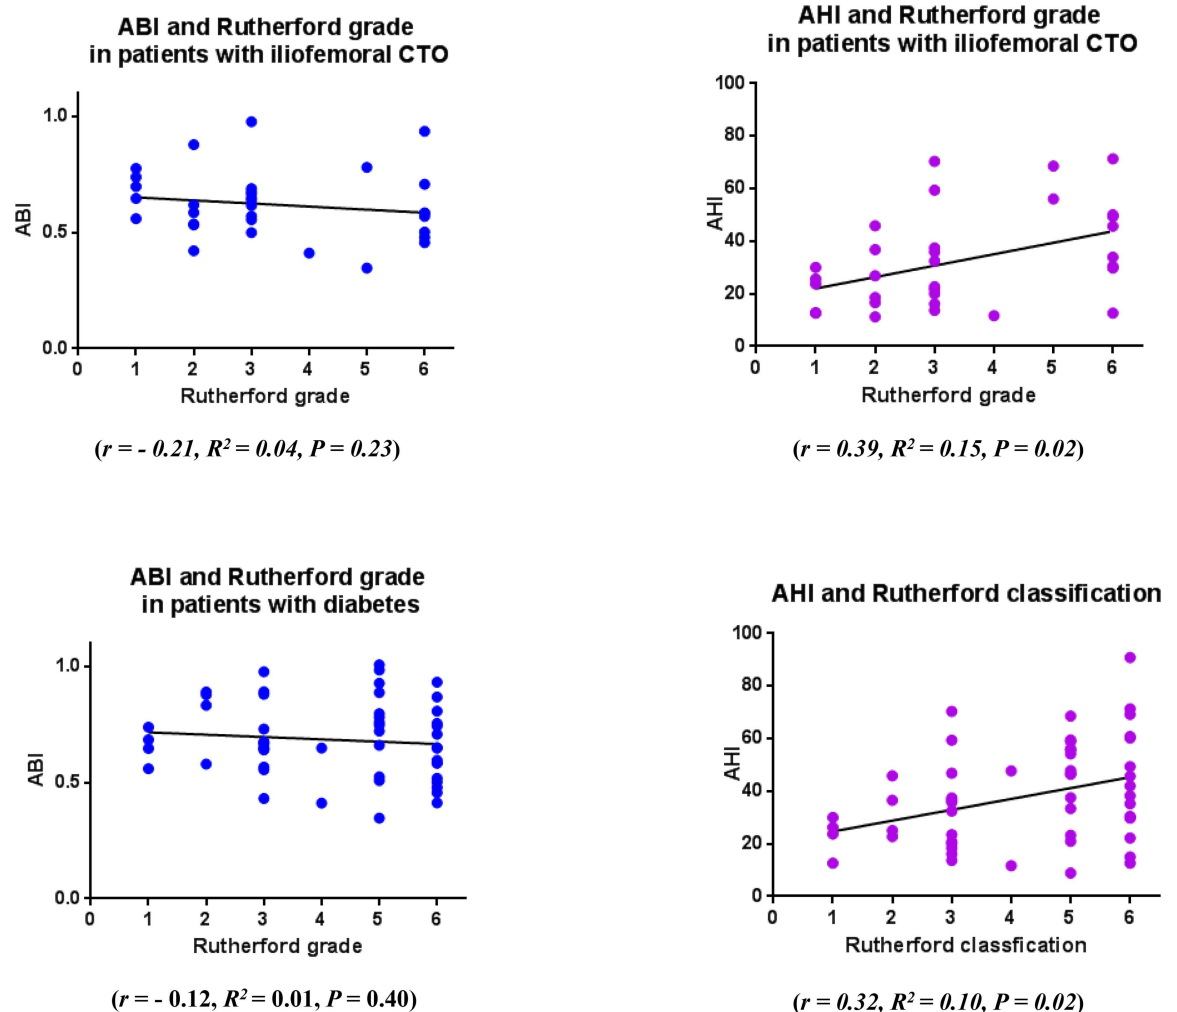 ABI and Rutherford grade
in patients with iliofemoral CTO
1.0
0.5
0.0
ABI
0 1 2 3 4 5 6
Rutherford grade
(r = - 0.21, R² = 0.04, P = 0.23)
AHI and Rutherford grade
in patients with iliofemoral CTO
100
80
60
40
20
0
AHI
0 1 2 3 4 5 6
Rutherford grade
(r = 0.39, R² = 0.15, P = 0.02)
ABI and Rutherford grade
in patients with diabetes
1.0
0.5
0.0
ABI
0 1 2 3 4 5 6
Rutherford grade
(r = - 0.12, R² = 0.01, P = 0.40)
AHI and Rutherford classification
100
80
60
40
20
0
AHI
0 1 2 3 4 5 6
Rutherford classfication
(r = 0.32, R² = 0.10, P = 0.02)